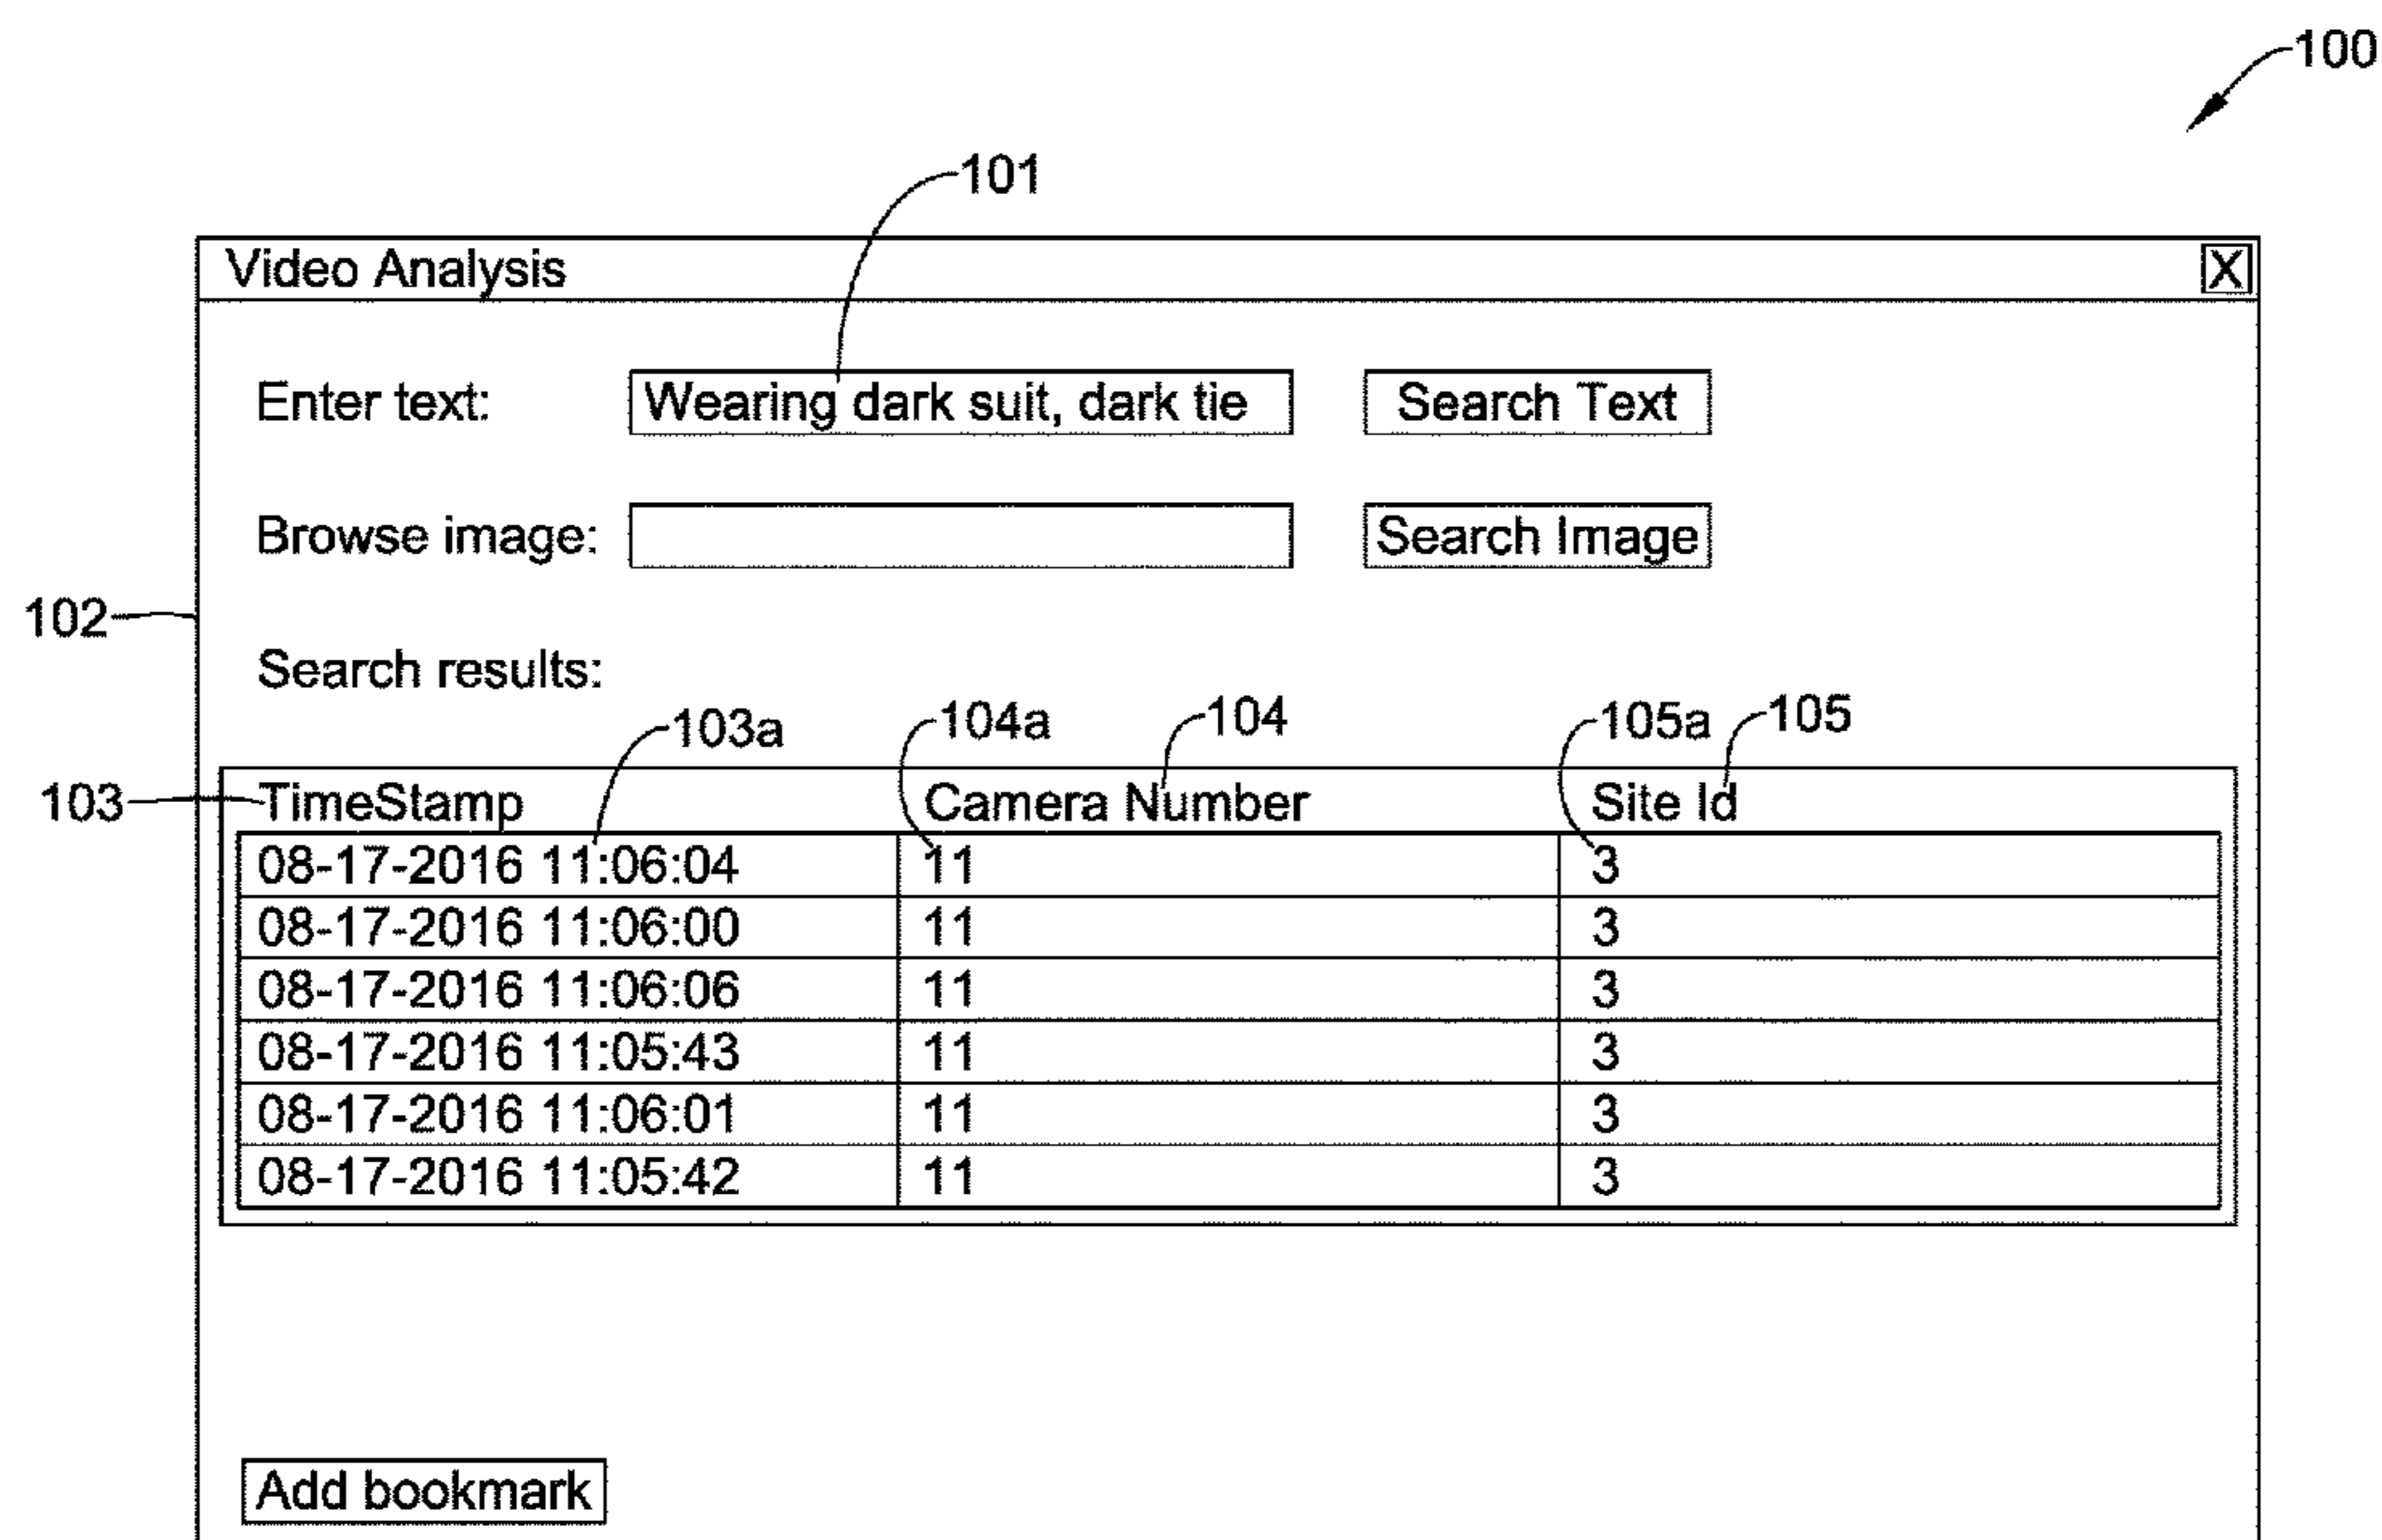 100
101
Video Analysis X
Enter text: Wearing dark suit, dark tie Search Text
Browse image: Search Image
102
Search results:
103a 104a 104 105a 105
103 TimeStamp Camera Number Site Id
08-17-2016 11:06:04 11 3
08-17-2016 11:06:00 11 3
08-17-2016 11:06:06 11 3
08-17-2016 11:05:43 11 3
08-17-2016 11:06:01 11 3
08-17-2016 11:05:42 11 3
Add bookmark